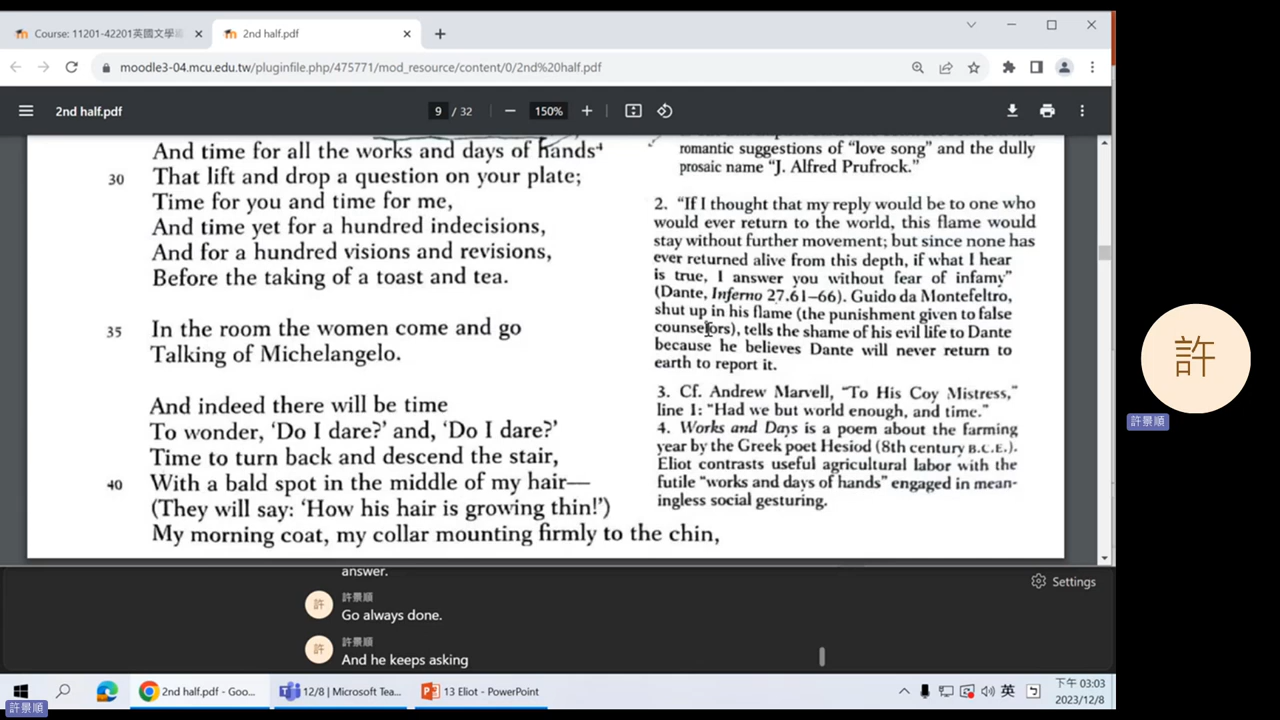 Course: 11201-42201英國文學
2nd half.pdf
moodle3-04.mcu.edu.tw/pluginfile.php/475771/mod_resource/content/0/2nd%20half.pdf
2nd half.pdf
9 / 32
150%
And time for all the works and days of hands⁴
30 That lift and drop a question on your plate;
Time for you and time for me,
And time yet for a hundred indecisions,
And for a hundred visions and revisions,
Before the taking of a toast and tea.
35 In the room the women come and go
Talking of Michelangelo.
And indeed there will be time
To wonder, ‘Do I dare?’ and, ‘Do I dare?’
Time to turn back and descend the stair,
40 With a bald spot in the middle of my hair—
(They will say: ‘How his hair is growing thin!’)
My morning coat, my collar mounting firmly to the chin,
romantic suggestions of “love song” and the dully
prosaic name “J. Alfred Prufrock.”
2. “If I thought that my reply would be to one who
would ever return to the world, this flame would
stay without further movement; but since none has
ever returned alive from this depth, if what I hear
is true, I answer you without fear of infamy”
(Dante, Inferno 27.61–66). Guido da Montefeltro,
shut up in his flame (the punishment given to false
counselors), tells the shame of his evil life to Dante
because he believes Dante will never return to
earth to report it.
3. Cf. Andrew Marvell, “To His Coy Mistress,”
line 1: “Had we but world enough, and time.”
4. Works and Days is a poem about the farming
year by the Greek poet Hesiod (8th century B.C.E.).
Eliot contrasts useful agricultural labor with the
futile “works and days of hands” engaged in mean-
ingless social gesturing.
answer.
許景順
許 Go always done.
許景順
許 And he keeps asking
Settings
許
許景順
許景順
2nd half.pdf - Goo...
12/8 | Microsoft Tea...
13 Eliot - PowerPoint
英
下午 03:03
2023/12/8